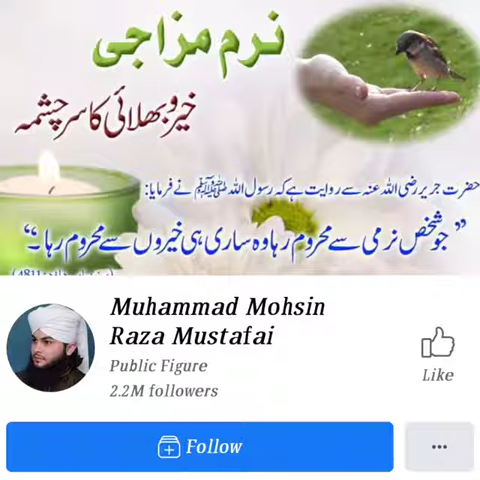 نرم مزاجی
خیر و بھلائی کا سرچشمہ
حضرت جریر رضی اللہ عنہ سے روایت ہے کہ رسول اللہ ﷺ نے فرمایا:
”جو شخص نرمی سے محروم رہا وہ ساری ہی خیروں سے محروم رہا۔“
4811)
Muhammad Mohsin
Raza Mustafai
Public Figure
2.2M followers
Like
Follow